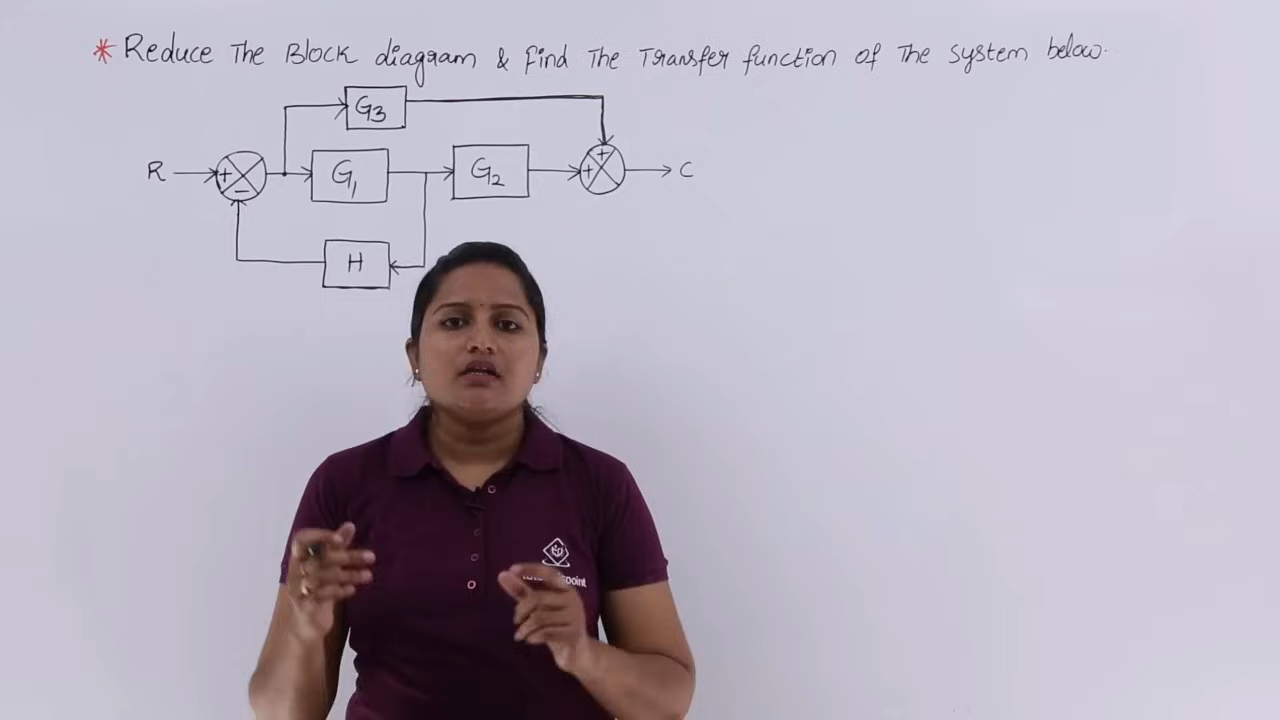 * Reduce The Block diagram & find The Transfer function of The system below.
G3
R + G1 G2 + + C
−
H